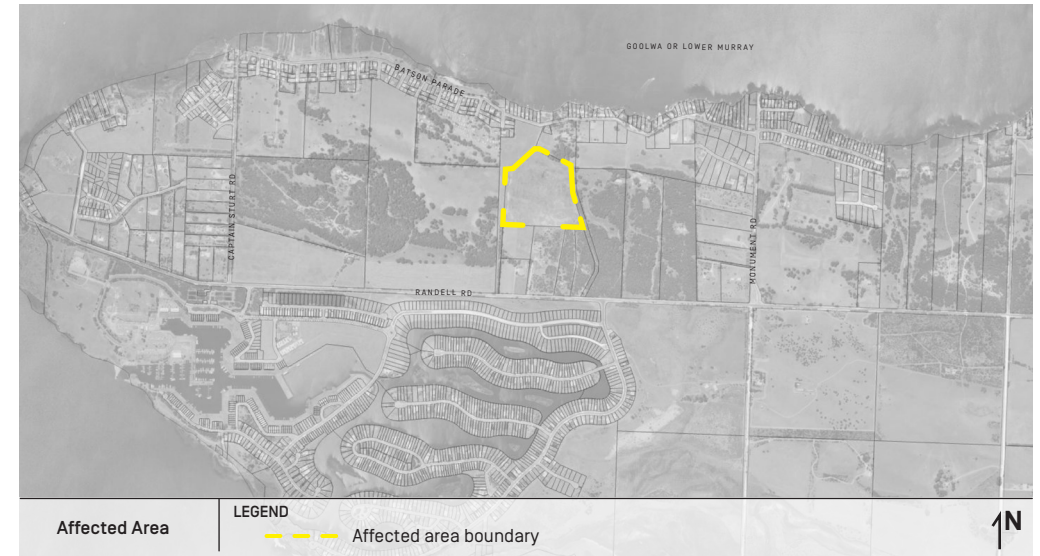 GOOLWA OR LOWER MURRAY
BATSON PARADE
CAPTAIN STURT RD
MONUMENT RD
RANDELL RD
Affected Area
LEGEND
Affected area boundary
N